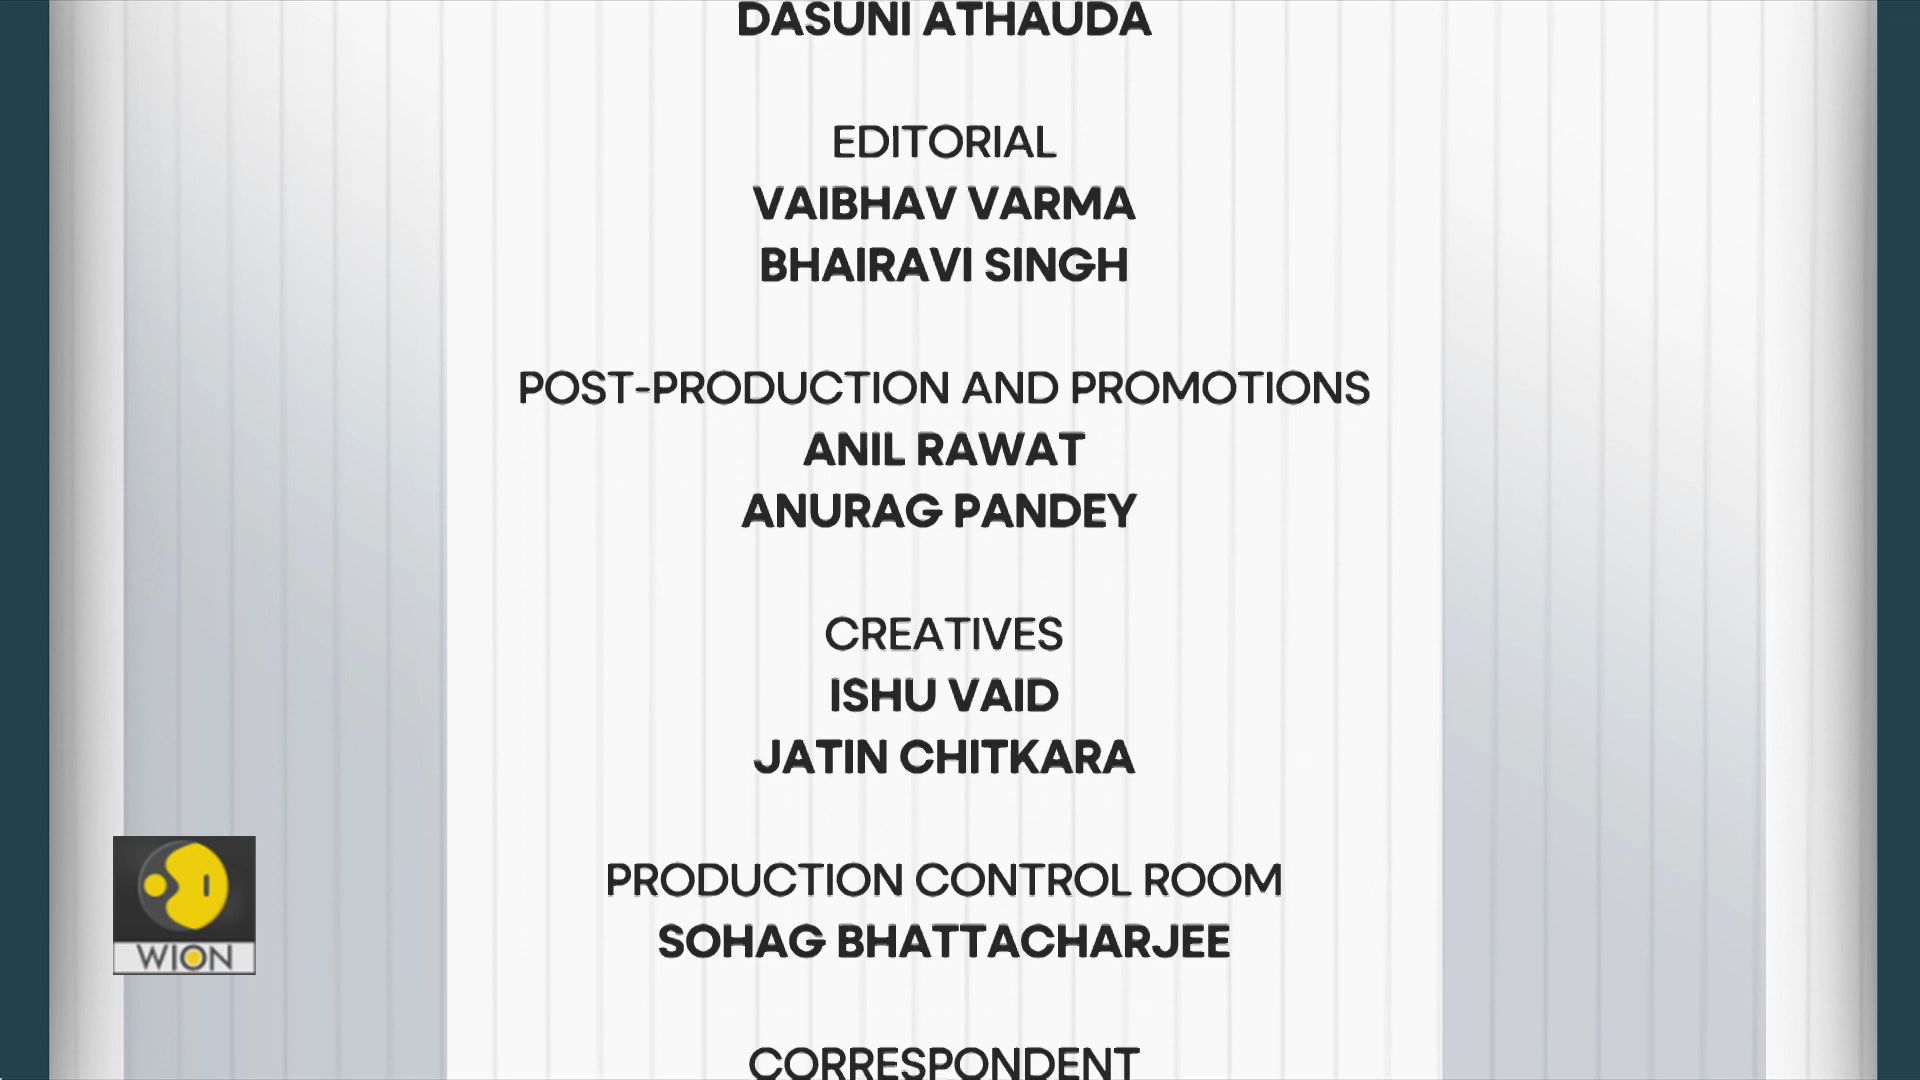 DASUNI ATHAUDA
EDITORIAL
VAIBHAV VARMA
BHAIRAVI SINGH
POST-PRODUCTION AND PROMOTIONS
ANIL RAWAT
ANURAG PANDEY
CREATIVES
ISHU VAID
JATIN CHITKARA
PRODUCTION CONTROL ROOM
SOHAG BHATTACHARJEE
WION
CORRESPONDENT